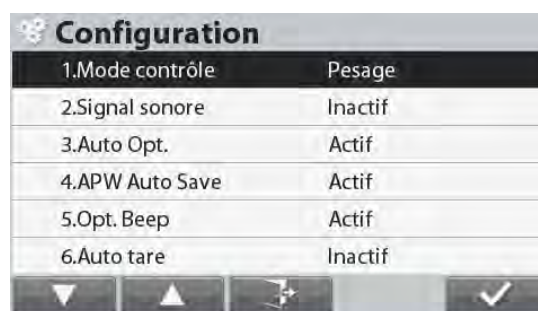 Configuration
1.Mode contrôle Pesage
2.Signal sonore Inactif
3.Auto Opt. Actif
4.APW Auto Save Actif
5.Opt. Beep Actif
6.Auto tare Inactif